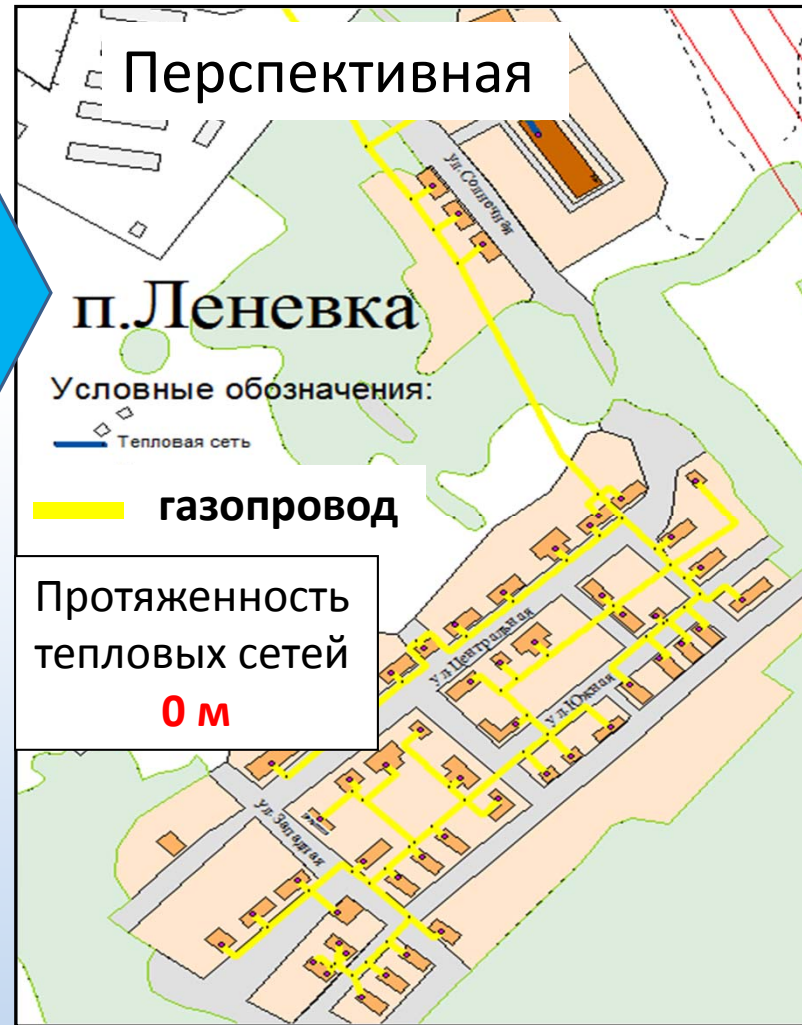 Перспективная
ул.Солнечная
п.Леневка
Условные обозначения:
Тепловая сеть
газопровод
Протяженность
тепловых сетей
0 м
ул.Центральная
ул.Южная
ул.Западная